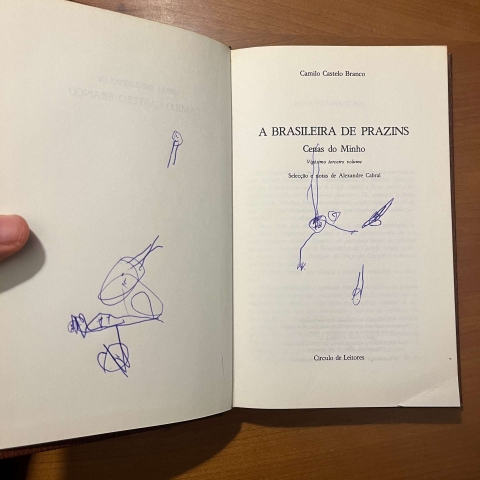 Camilo Castelo Branco
A BRASILEIRA DE PRAZINS
Cenas do Minho
Vigésimo terceiro volume
Selecção e notas de Alexandre Cabral
Círculo de Leitores